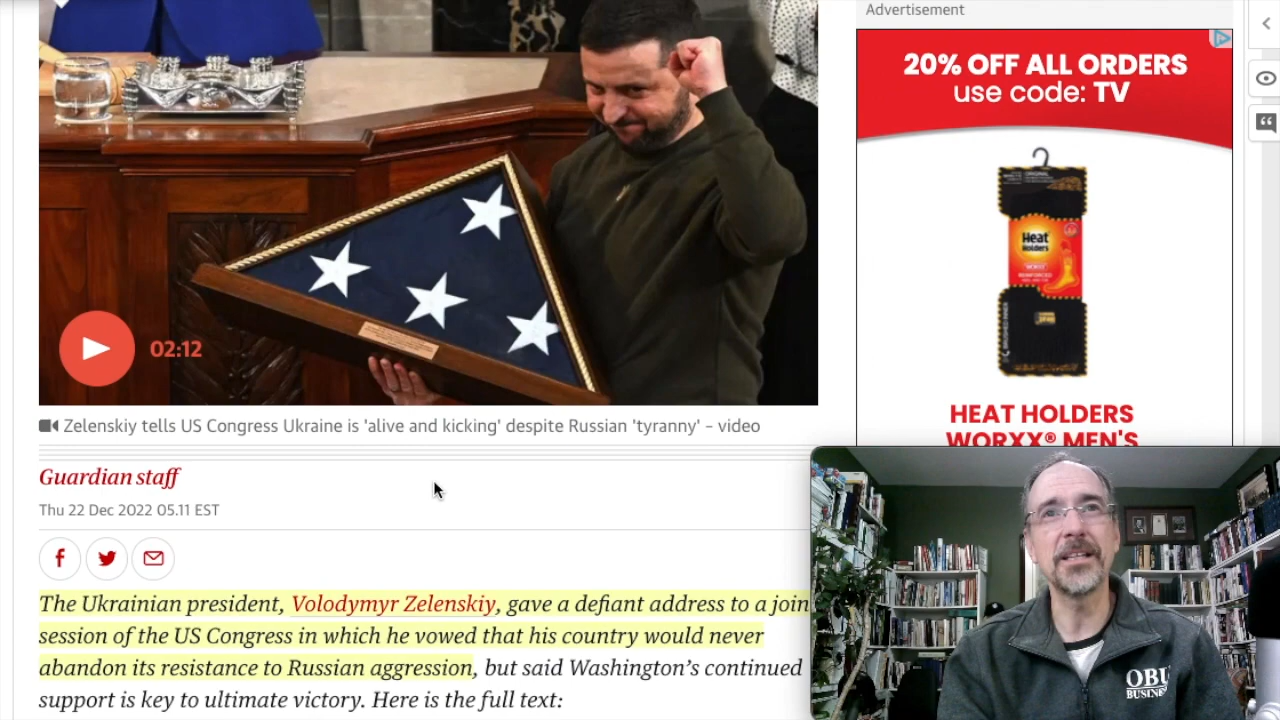 Advertisement
20% OFF ALL ORDERS
use code: TV
Heat
Holders
HEAT HOLDERS
WORXX® MEN'S
02:12
Zelenskiy tells US Congress Ukraine is 'alive and kicking' despite Russian 'tyranny' – video
Guardian staff
Thu 22 Dec 2022 05.11 EST
The Ukrainian president, Volodymyr Zelenskiy, gave a defiant address to a join
session of the US Congress in which he vowed that his country would never
abandon its resistance to Russian aggression, but said Washington’s continued
support is key to ultimate victory. Here is the full text:
OBU
BUSINE